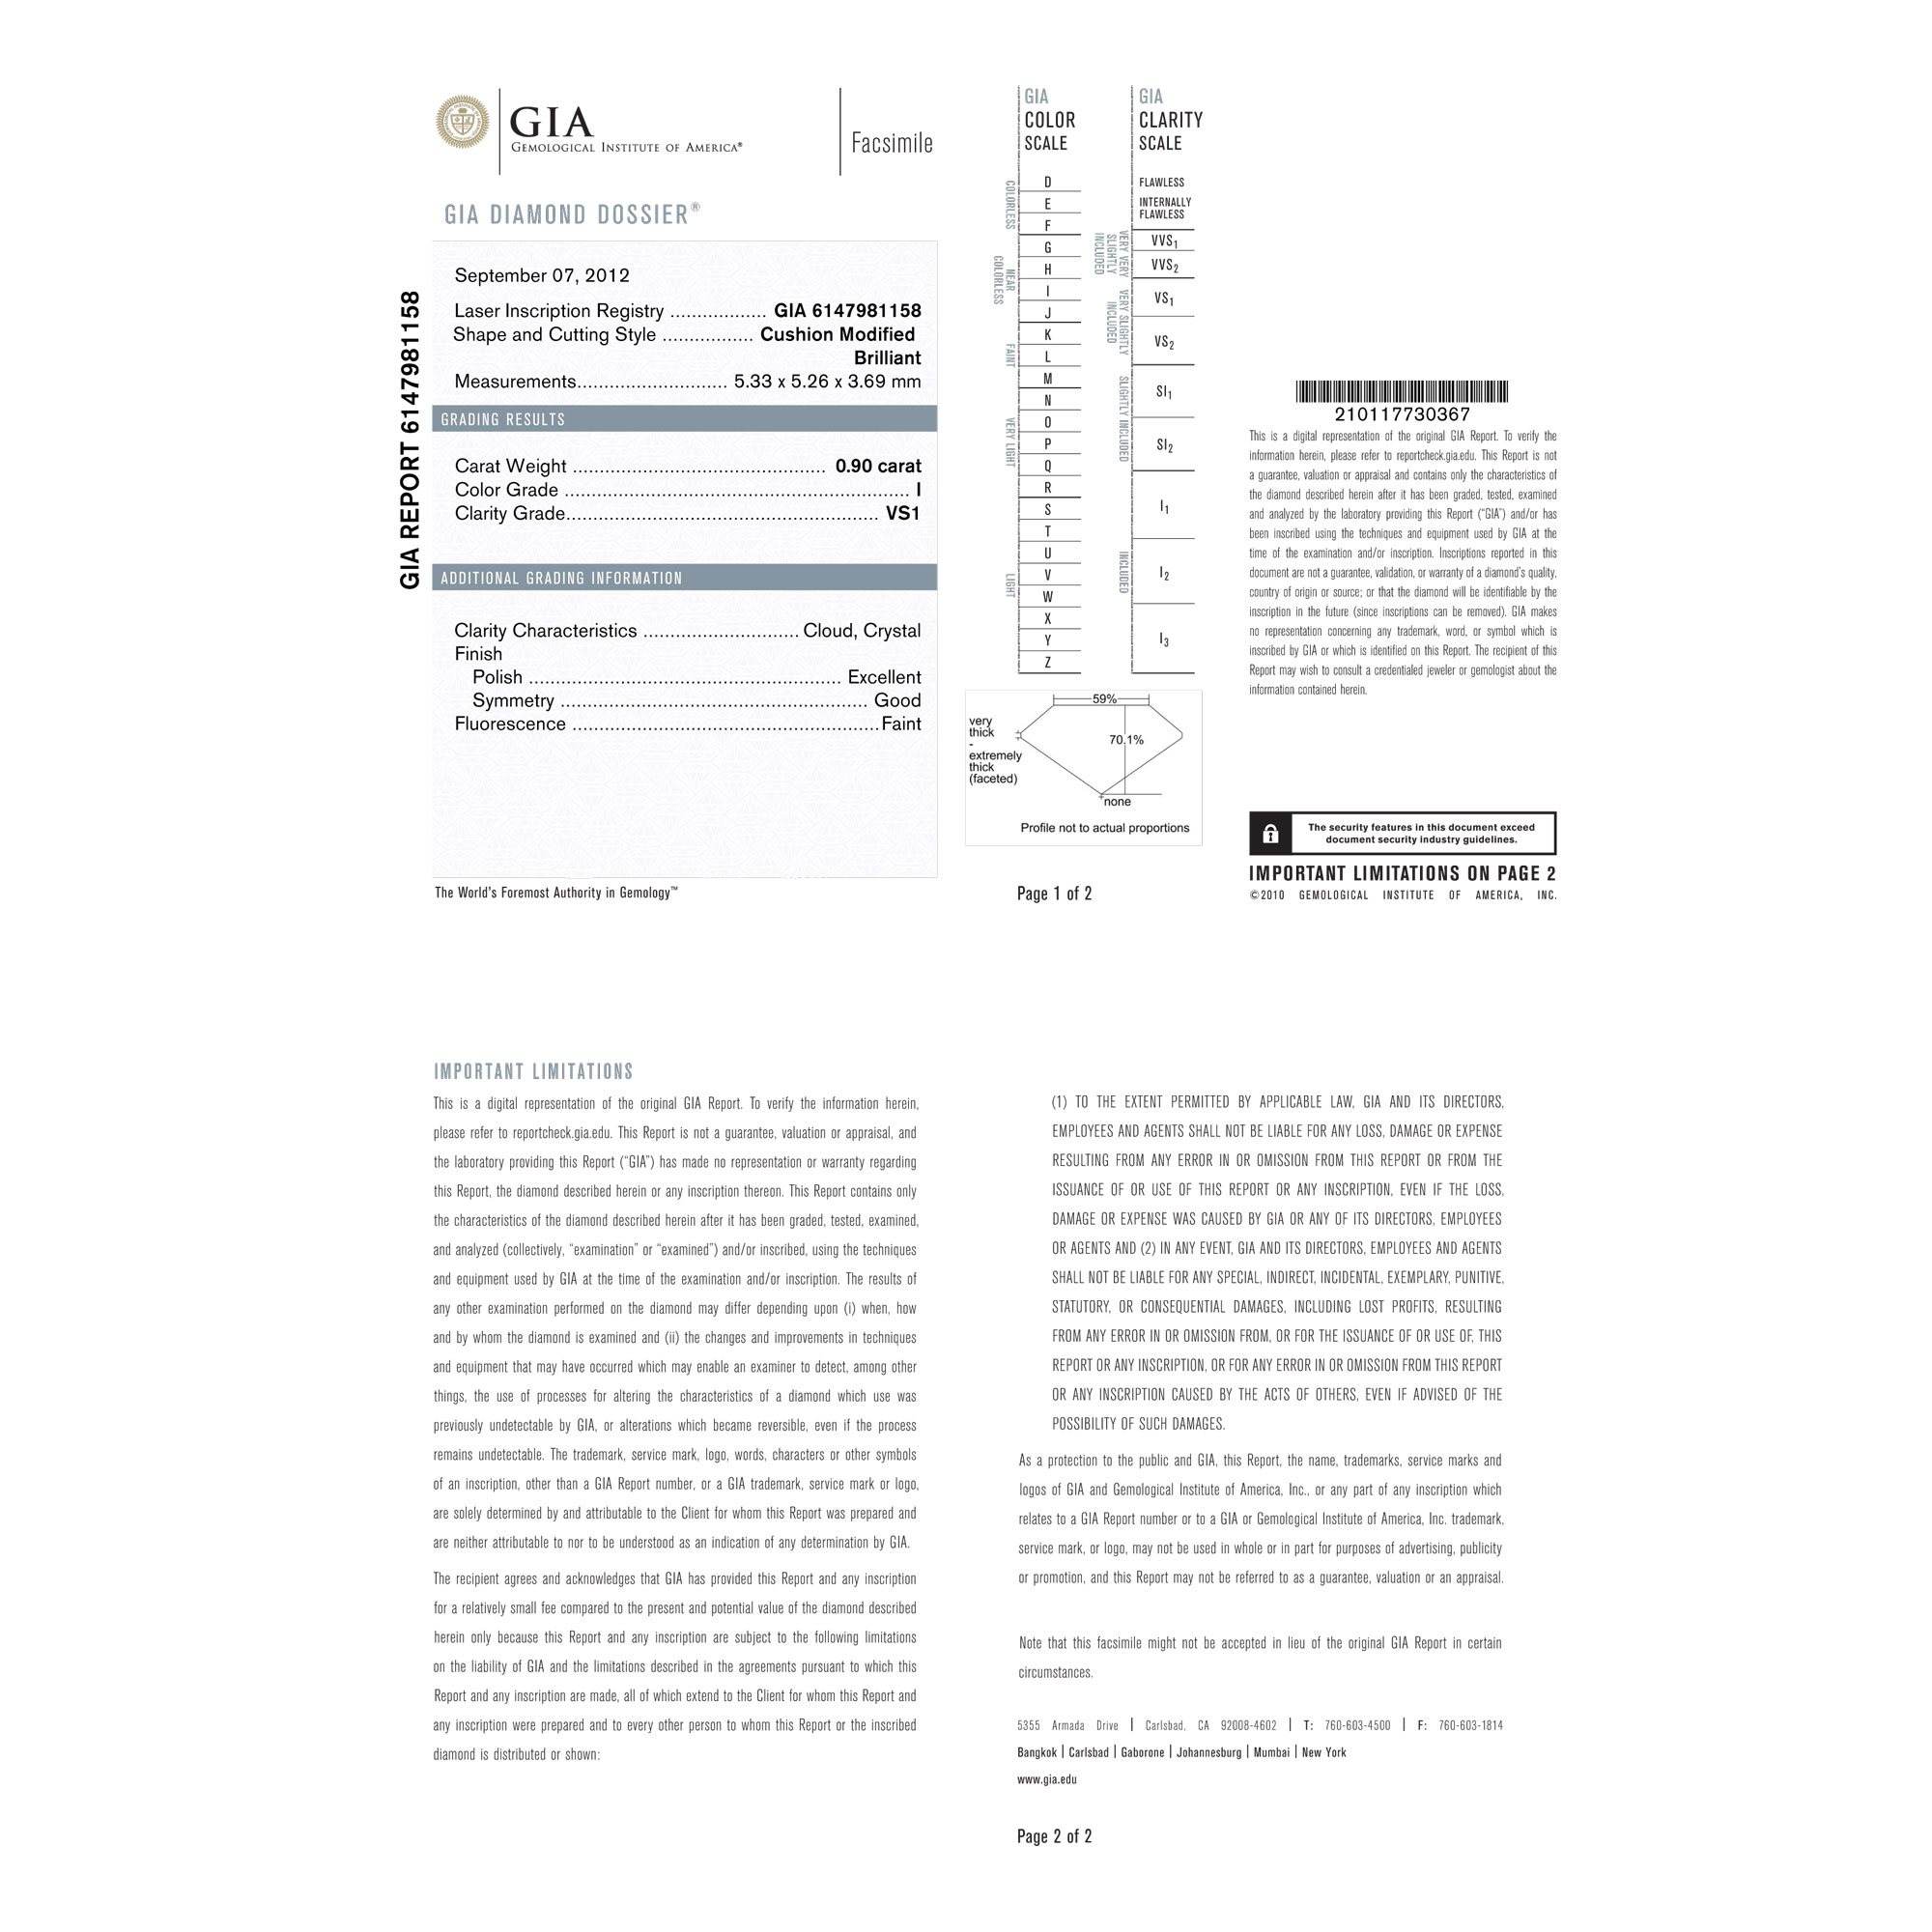 GIA
GEMOLOGICAL INSTITUTE OF AMERICA®
Facsimile
GIA DIAMOND DOSSIER®
GIA REPORT 6147981158
September 07, 2012
Laser Inscription Registry .................. GIA 6147981158
Shape and Cutting Style ................. Cushion Modified
Brilliant
Measurements............................ 5.33 x 5.26 x 3.69 mm
GRADING RESULTS
Carat Weight ................................................ 0.90 carat
Color Grade .................................................................. I
Clarity Grade............................................................ VS1
ADDITIONAL GRADING INFORMATION
Clarity Characteristics .............................. Cloud, Crystal
Finish
Polish ............................................................ Excellent
Symmetry ........................................................... Good
Fluorescence ...........................................................Faint
The World's Foremost Authority in Gemology™
GIA
COLOR
SCALE
COLORLESS
D
E
F
NEAR
COLORLESS
G
H
I
J
FAINT
K
L
M
VERY LIGHT
N
O
P
Q
R
LIGHT
S
T
U
V
W
X
Y
Z
GIA
CLARITY
SCALE
FLAWLESS
INTERNALLY
FLAWLESS
VERY VERY
SLIGHTLY
INCLUDED
VVS1
VVS2
VERY SLIGHTLY
INCLUDED
VS1
VS2
SLIGHTLY INCLUDED
SI1
SI2
INCLUDED
I1
I2
I3
59%
very
thick
-
extremely
thick
(faceted)
70.1%
none
Profile not to actual proportions
Page 1 of 2
210117730367
This is a digital representation of the original GIA Report. To verify the
information herein, please refer to reportcheck.gia.edu. This Report is not
a guarantee, valuation or appraisal and contains only the characteristics of
the diamond described herein after it has been graded, tested, examined
and analyzed by the laboratory providing this Report (“GIA”) and/or has
been inscribed using the techniques and equipment used by GIA at the
time of the examination and/or inscription. Inscriptions reported in this
document are not a guarantee, validation, or warranty of a diamond's quality,
country of origin or source; or that the diamond will be identifiable by the
inscription in the future (since inscriptions can be removed). GIA makes
no representation concerning any trademark, word, or symbol which is
inscribed by GIA or which is identified on this Report. The recipient of this
Report may wish to consult a credentialed jeweler or gemologist about the
information contained herein.
The security features in this document exceed
document security industry guidelines.
IMPORTANT LIMITATIONS ON PAGE 2
©2010 GEMOLOGICAL INSTITUTE OF AMERICA, INC.
IMPORTANT LIMITATIONS
This is a digital representation of the original GIA Report. To verify the information herein,
please refer to reportcheck.gia.edu. This Report is not a guarantee, valuation or appraisal, and
the laboratory providing this Report (“GIA”) has made no representation or warranty regarding
this Report, the diamond described herein or any inscription thereon. This Report contains only
the characteristics of the diamond described herein after it has been graded, tested, examined,
and analyzed (collectively, “examination” or “examined”) and/or inscribed, using the techniques
and equipment used by GIA at the time of the examination and/or inscription. The results of
any other examination performed on the diamond may differ depending upon (i) when, how
and by whom the diamond is examined and (ii) the changes and improvements in techniques
and equipment that may have occurred which may enable an examiner to detect, among other
things, the use of processes for altering the characteristics of a diamond which use was
previously undetectable by GIA, or alterations which became reversible, even if the process
remains undetectable. The trademark, service mark, logo, words, characters or other symbols
of an inscription, other than a GIA Report number, or a GIA trademark, service mark or logo,
are solely determined by and attributable to the Client for whom this Report was prepared and
are neither attributable to nor to be understood as an indication of any determination by GIA.
The recipient agrees and acknowledges that GIA has provided this Report and any inscription
for a relatively small fee compared to the present and potential value of the diamond described
herein only because this Report and any inscription are subject to the following limitations
on the liability of GIA and the limitations described in the agreements pursuant to which this
Report and any inscription are made, all of which extend to the Client for whom this Report and
any inscription were prepared and to every other person to whom this Report or the inscribed
diamond is distributed or shown:
(1) TO THE EXTENT PERMITTED BY APPLICABLE LAW, GIA AND ITS DIRECTORS,
EMPLOYEES AND AGENTS SHALL NOT BE LIABLE FOR ANY LOSS, DAMAGE OR EXPENSE
RESULTING FROM ANY ERROR IN OR OMISSION FROM THIS REPORT OR FROM THE
ISSUANCE OF OR USE OF THIS REPORT OR ANY INSCRIPTION, EVEN IF THE LOSS,
DAMAGE OR EXPENSE WAS CAUSED BY GIA OR ANY OF ITS DIRECTORS, EMPLOYEES
OR AGENTS AND (2) IN ANY EVENT, GIA AND ITS DIRECTORS, EMPLOYEES AND AGENTS
SHALL NOT BE LIABLE FOR ANY SPECIAL, INDIRECT, INCIDENTAL, EXEMPLARY, PUNITIVE,
STATUTORY, OR CONSEQUENTIAL DAMAGES, INCLUDING LOST PROFITS, RESULTING
FROM ANY ERROR IN OR OMISSION FROM, OR FOR THE ISSUANCE OF OR USE OF, THIS
REPORT OR ANY INSCRIPTION, OR FOR ANY ERROR IN OR OMISSION FROM THIS REPORT
OR ANY INSCRIPTION CAUSED BY THE ACTS OF OTHERS, EVEN IF ADVISED OF THE
POSSIBILITY OF SUCH DAMAGES.
As a protection to the public and GIA, this Report, the name, trademarks, service marks and
logos of GIA and Gemological Institute of America, Inc., or any part of any inscription which
relates to a GIA Report number or to a GIA or Gemological Institute of America, Inc. trademark,
service mark, or logo, may not be used in whole or in part for purposes of advertising, publicity
or promotion, and this Report may not be referred to as a guarantee, valuation or an appraisal.
Note that this facsimile might not be accepted in lieu of the original GIA Report in certain
circumstances.
5355 Armada Drive | Carlsbad, CA 92008-4602 | T: 760-603-4500 | F: 760-603-1814
Bangkok | Carlsbad | Gaborone | Johannesburg | Mumbai | New York
www.gia.edu
Page 2 of 2